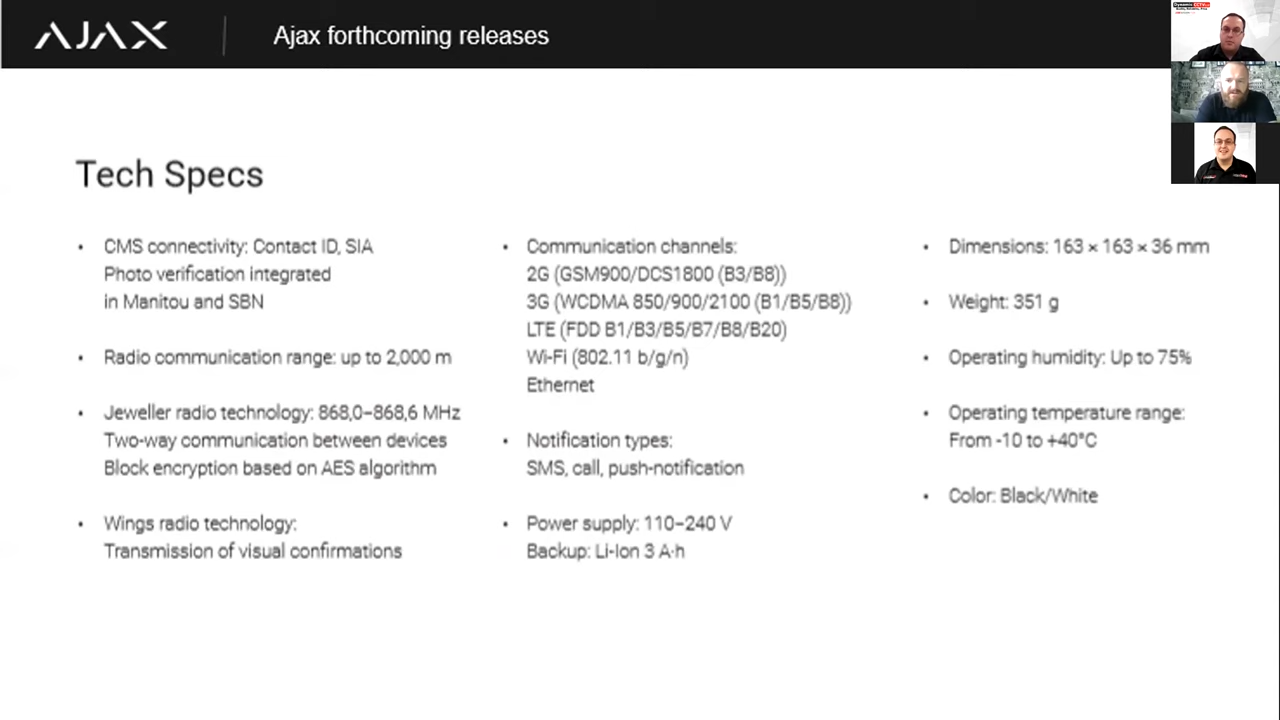 AJAX
Ajax forthcoming releases
Tech Specs
• CMS connectivity: Contact ID, SIA
Photo verification integrated
in Manitou and SBN
• Radio communication range: up to 2,000 m
• Jeweller radio technology: 868,0–868,6 MHz
Two-way communication between devices
Block encryption based on AES algorithm
• Wings radio technology:
Transmission of visual confirmations
• Communication channels:
2G (GSM900/DCS1800 (B3/B8))
3G (WCDMA 850/900/2100 (B1/B5/B8))
LTE (FDD B1/B3/B5/B7/B8/B20)
Wi-Fi (802.11 b/g/n)
Ethernet
• Notification types:
SMS, call, push-notification
• Power supply: 110–240 V
Backup: Li-Ion 3 A·h
• Dimensions: 163 × 163 × 36 mm
• Weight: 351 g
• Operating humidity: Up to 75%
• Operating temperature range:
From -10 to +40°C
• Color: Black/White